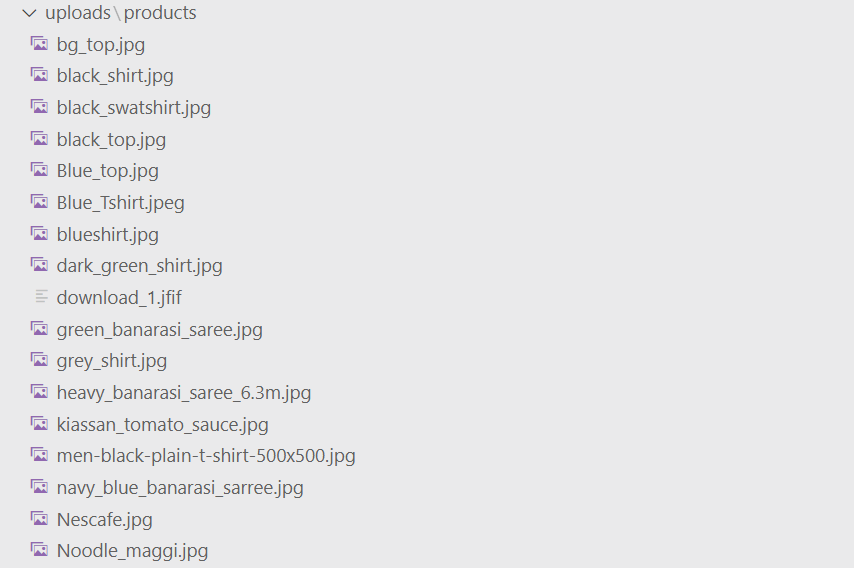 uploads\products
bg_top.jpg
black_shirt.jpg
black_swatshirt.jpg
black_top.jpg
Blue_top.jpg
Blue_Tshirt.jpeg
blueshirt.jpg
dark_green_shirt.jpg
download_1.jfif
green_banarasi_saree.jpg
grey_shirt.jpg
heavy_banarasi_saree_6.3m.jpg
kiassan_tomato_sauce.jpg
men-black-plain-t-shirt-500x500.jpg
navy_blue_banarasi_sarree.jpg
Nescafe.jpg
Noodle_maggi.jpg